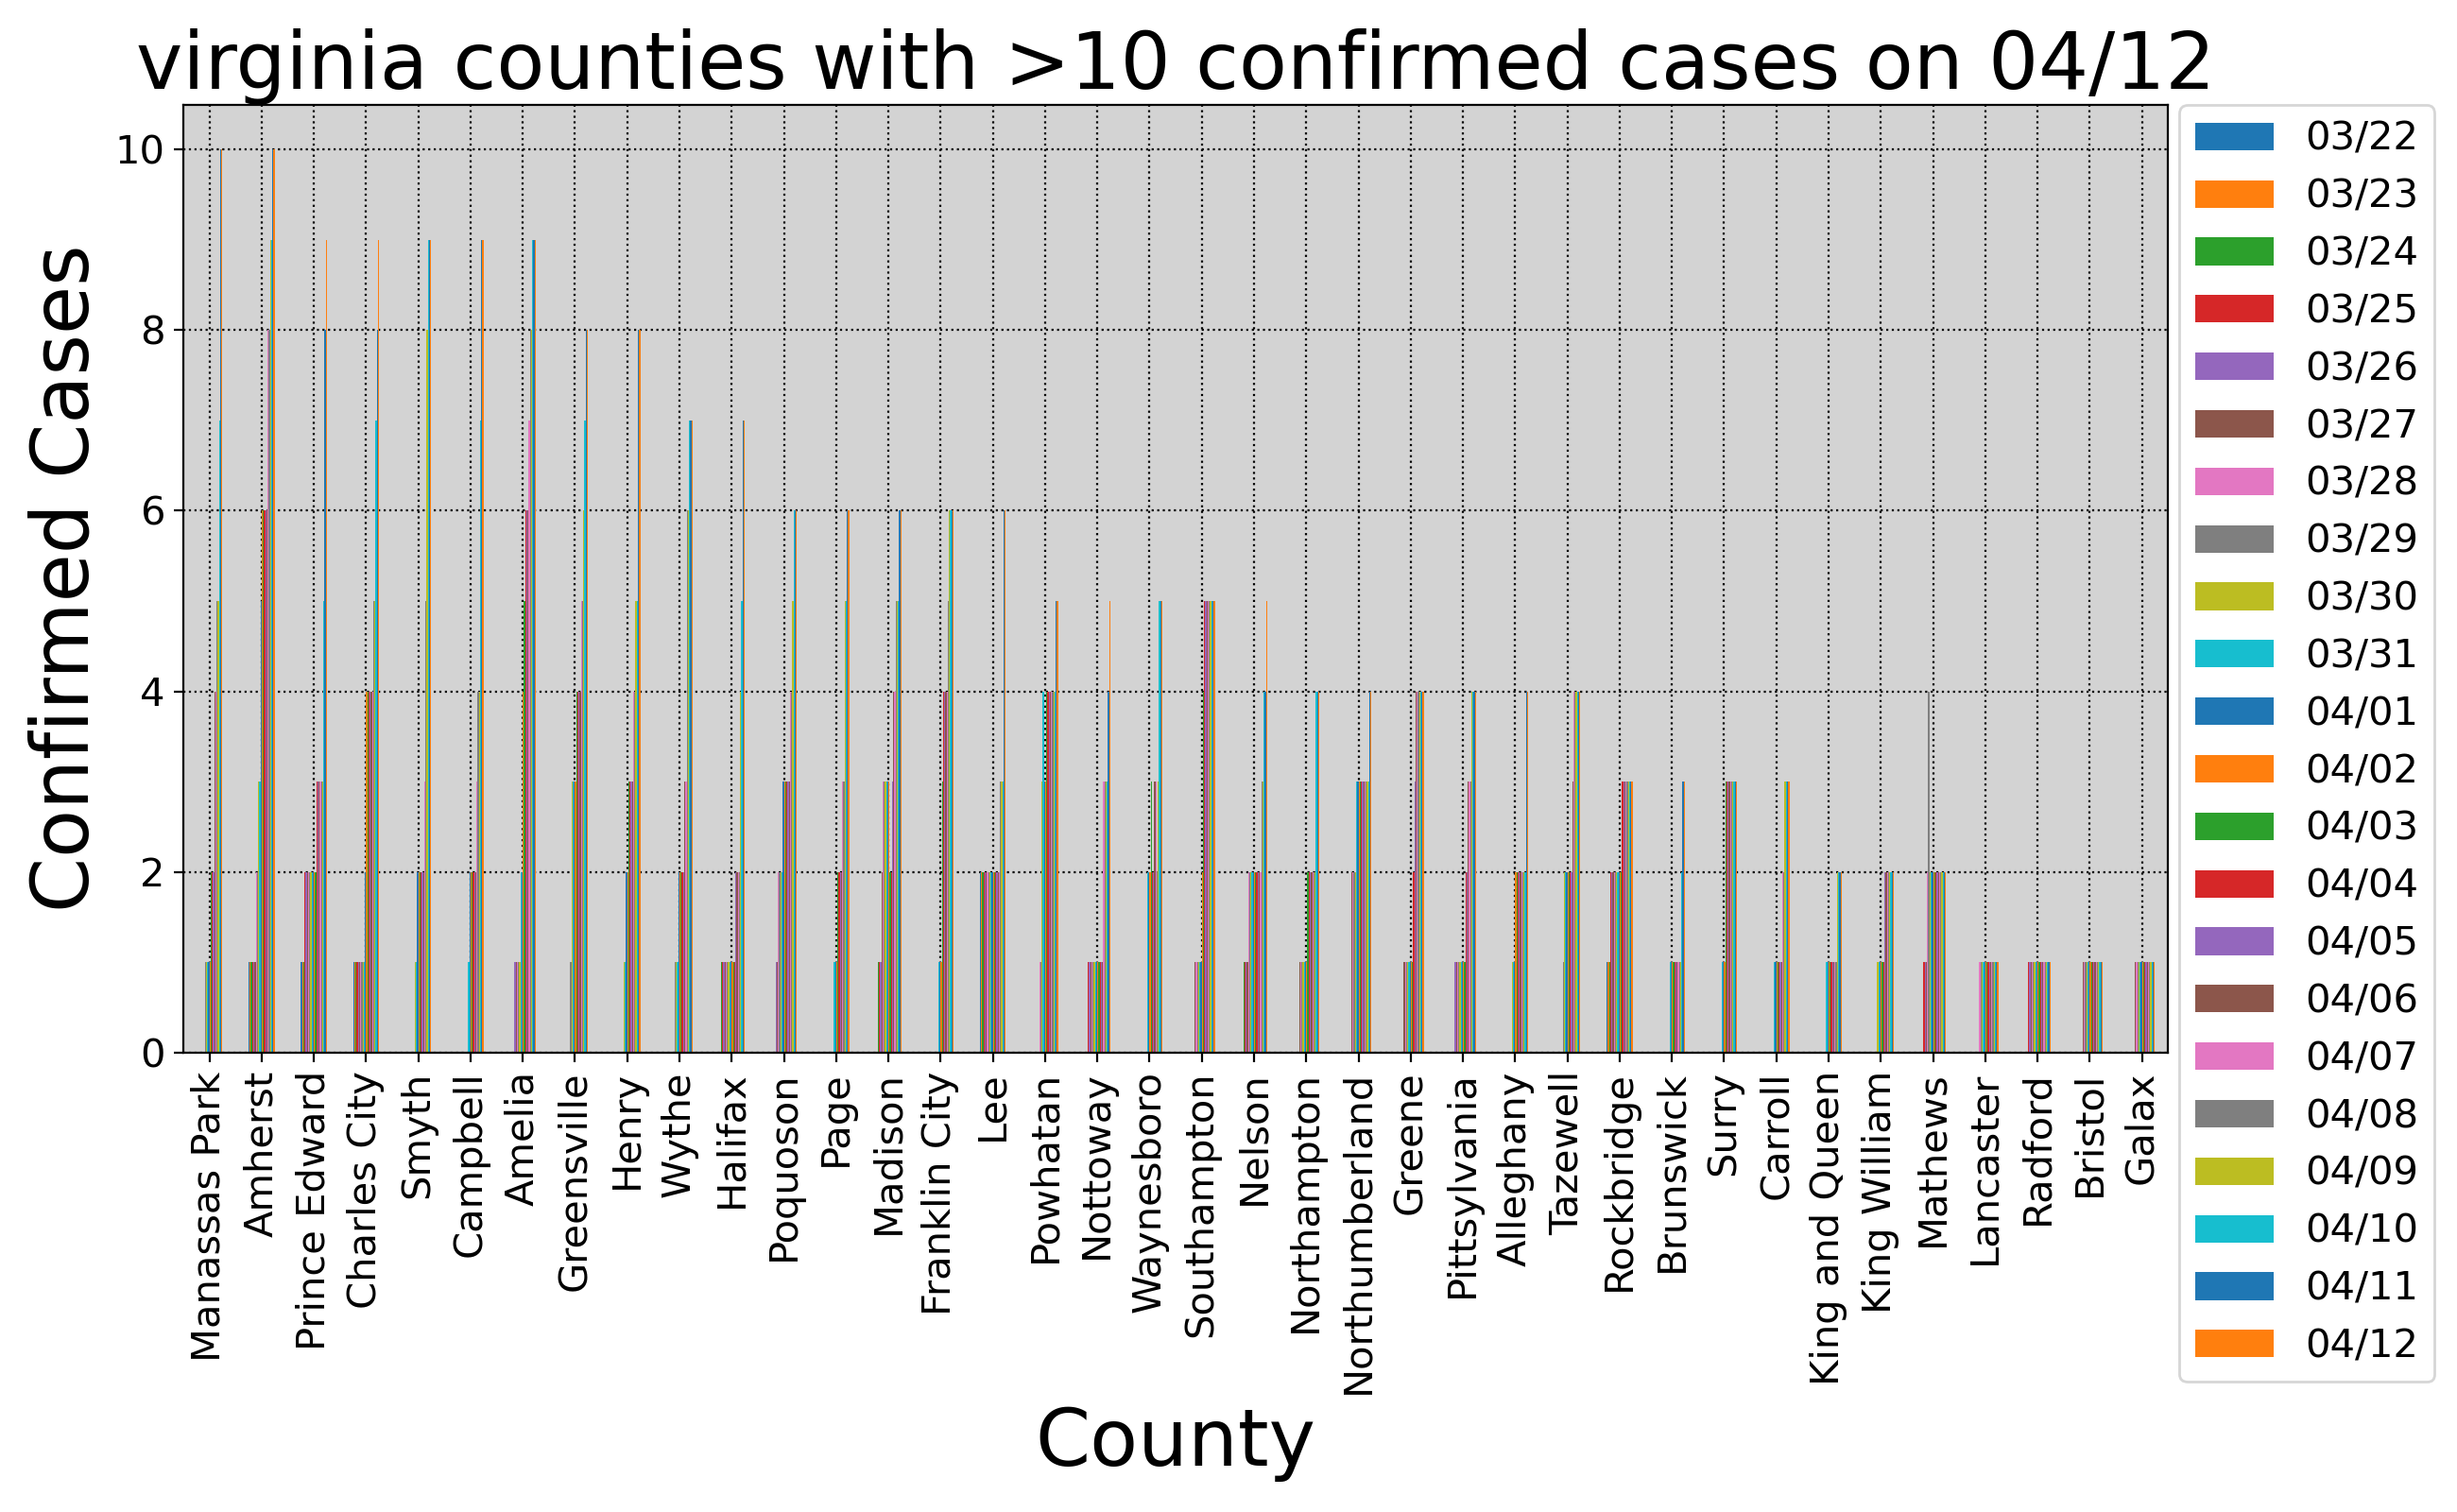 virginia counties with >10 confirmed cases on 04/12
Confirmed Cases
10
8
6
4
2
0
Manassas Park
Amherst
Prince Edward
Charles City
Smyth
Campbell
Amelia
Greensville
Henry
Wythe
Halifax
Poquoson
Page
Madison
Franklin City
Lee
Powhatan
Nottoway
Waynesboro
Southampton
Nelson
Northampton
Northumberland
Greene
Pittsylvania
Alleghany
Tazewell
Rockbridge
Brunswick
Surry
Carroll
King and Queen
King William
Mathews
Lancaster
Radford
Bristol
Galax
County
03/22
03/23
03/24
03/25
03/26
03/27
03/28
03/29
03/30
03/31
04/01
04/02
04/03
04/04
04/05
04/06
04/07
04/08
04/09
04/10
04/11
04/12